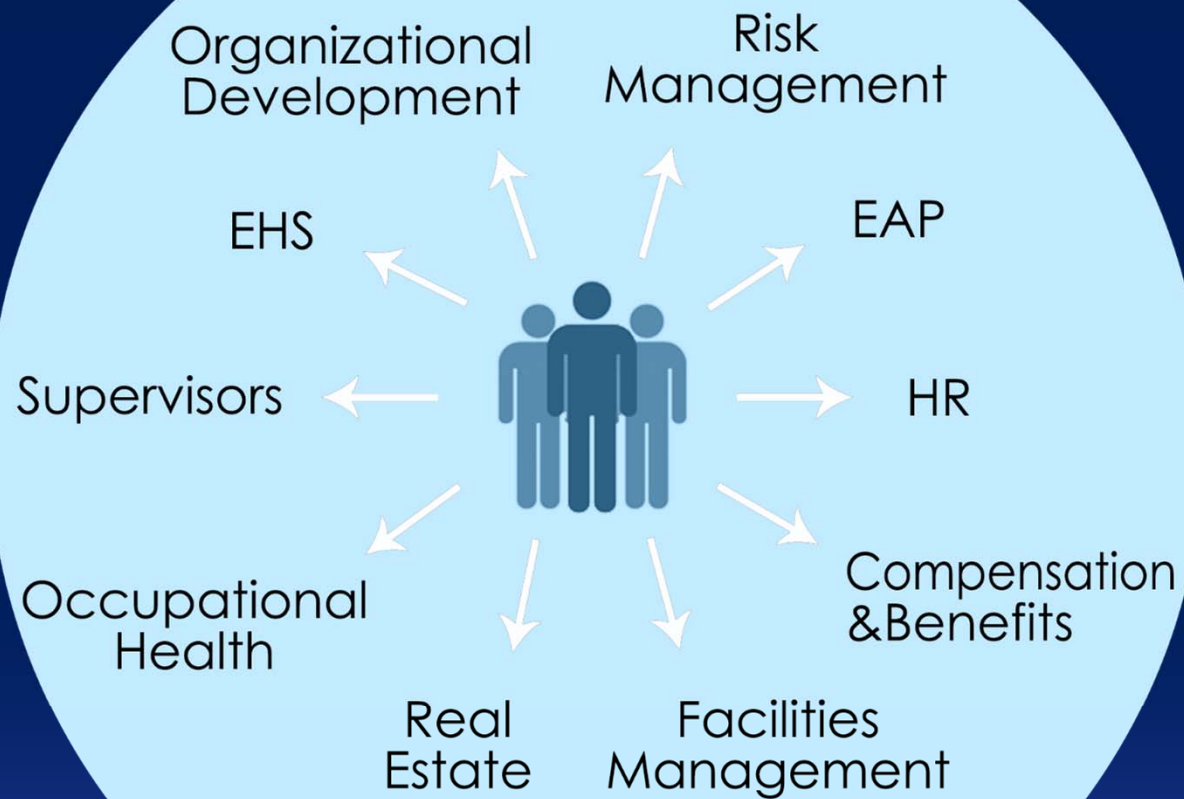 Organizational
Development
Risk
Management
EHS
EAP
Supervisors
HR
Occupational
Health
Compensation
&Benefits
Real
Estate
Facilities
Management